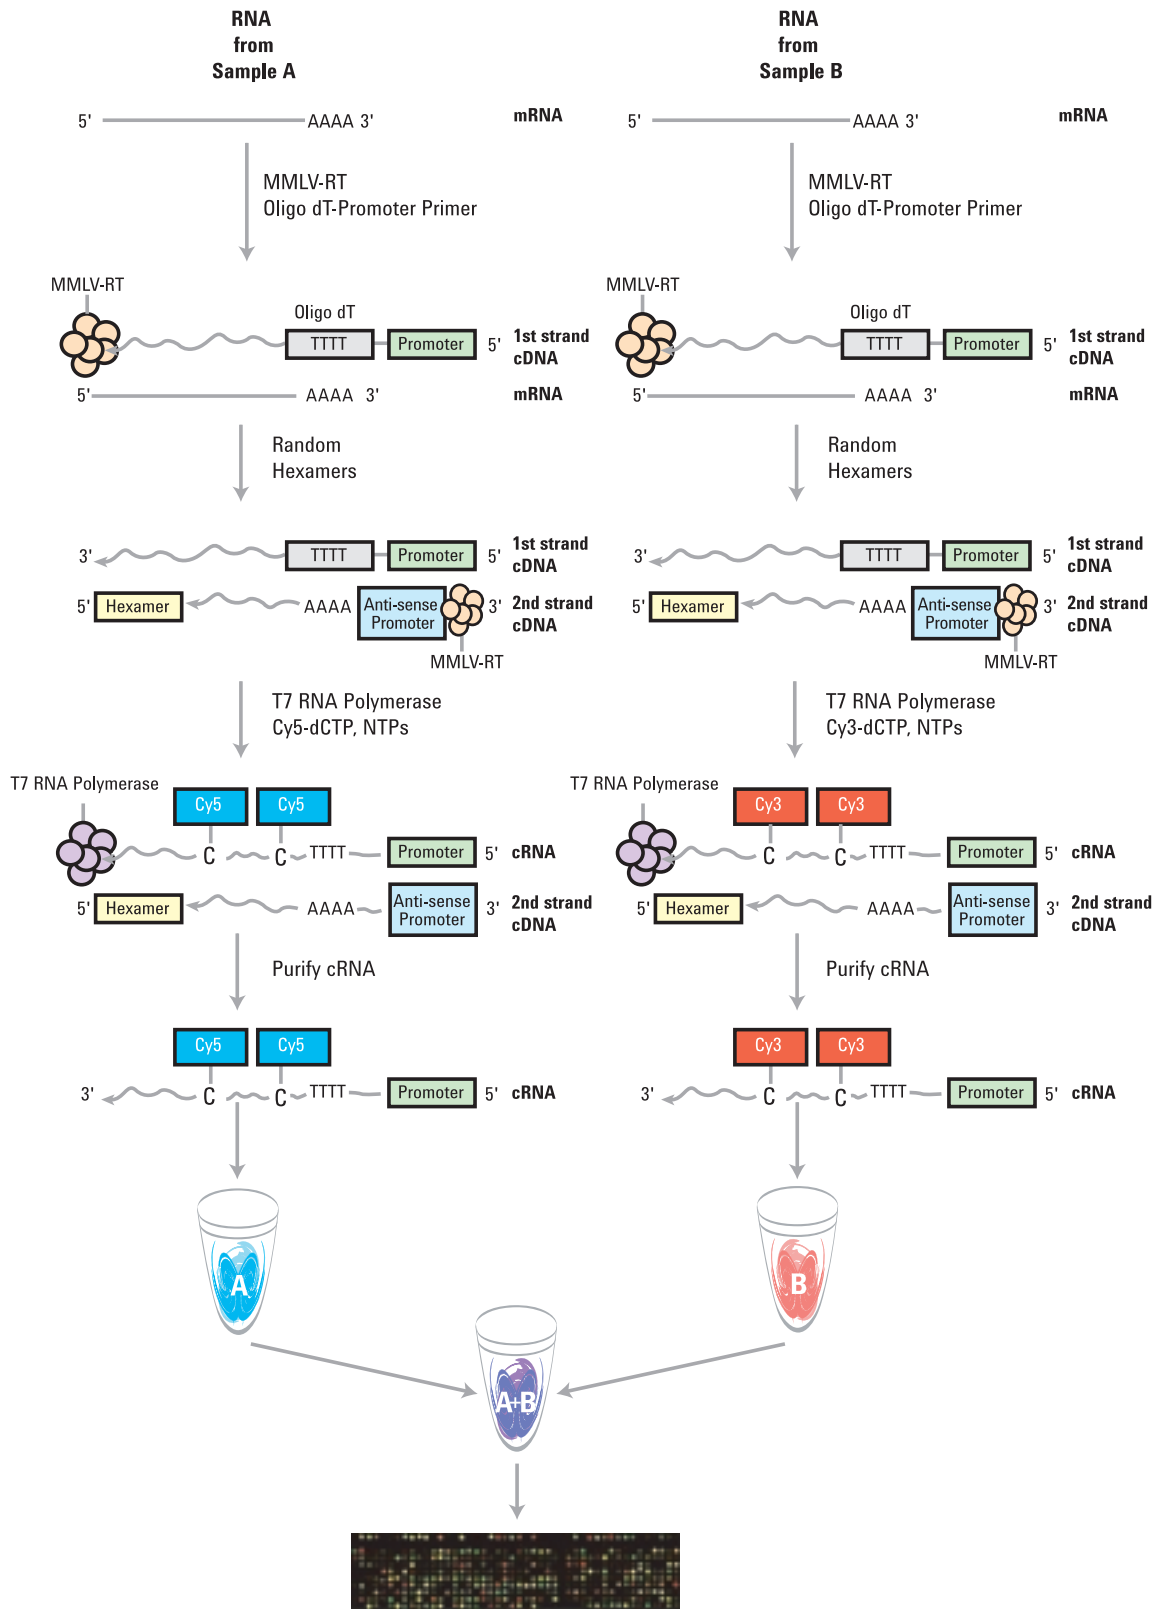 RNA
from
Sample A
RNA
from
Sample B
5' AAAA 3' mRNA
5' AAAA 3' mRNA
MMLV-RT
Oligo dT-Promoter Primer
MMLV-RT
Oligo dT-Promoter Primer
MMLV-RT
Oligo dT
TTTT Promoter 5' 1st strand
cDNA
5' AAAA 3' mRNA
MMLV-RT
Oligo dT
TTTT Promoter 5' 1st strand
cDNA
5' AAAA 3' mRNA
Random
Hexamers
Random
Hexamers
3' TTTT Promoter 5' 1st strand
cDNA
5' Hexamer AAAA Anti-sense
Promoter 3' 2nd strand
cDNA
MMLV-RT
3' TTTT Promoter 5' 1st strand
cDNA
5' Hexamer AAAA Anti-sense
Promoter 3' 2nd strand
cDNA
MMLV-RT
T7 RNA Polymerase
Cy5-dCTP, NTPs
T7 RNA Polymerase
Cy3-dCTP, NTPs
T7 RNA Polymerase
Cy5 Cy5
C C TTTT Promoter 5' cRNA
5' Hexamer AAAA Anti-sense
Promoter 3' 2nd strand
cDNA
T7 RNA Polymerase
Cy3 Cy3
C C TTTT Promoter 5' cRNA
5' Hexamer AAAA Anti-sense
Promoter 3' 2nd strand
cDNA
Purify cRNA
Purify cRNA
Cy5 Cy5
3' C C TTTT Promoter 5' cRNA
Cy3 Cy3
3' C C TTTT Promoter 5' cRNA
A
B
A+B